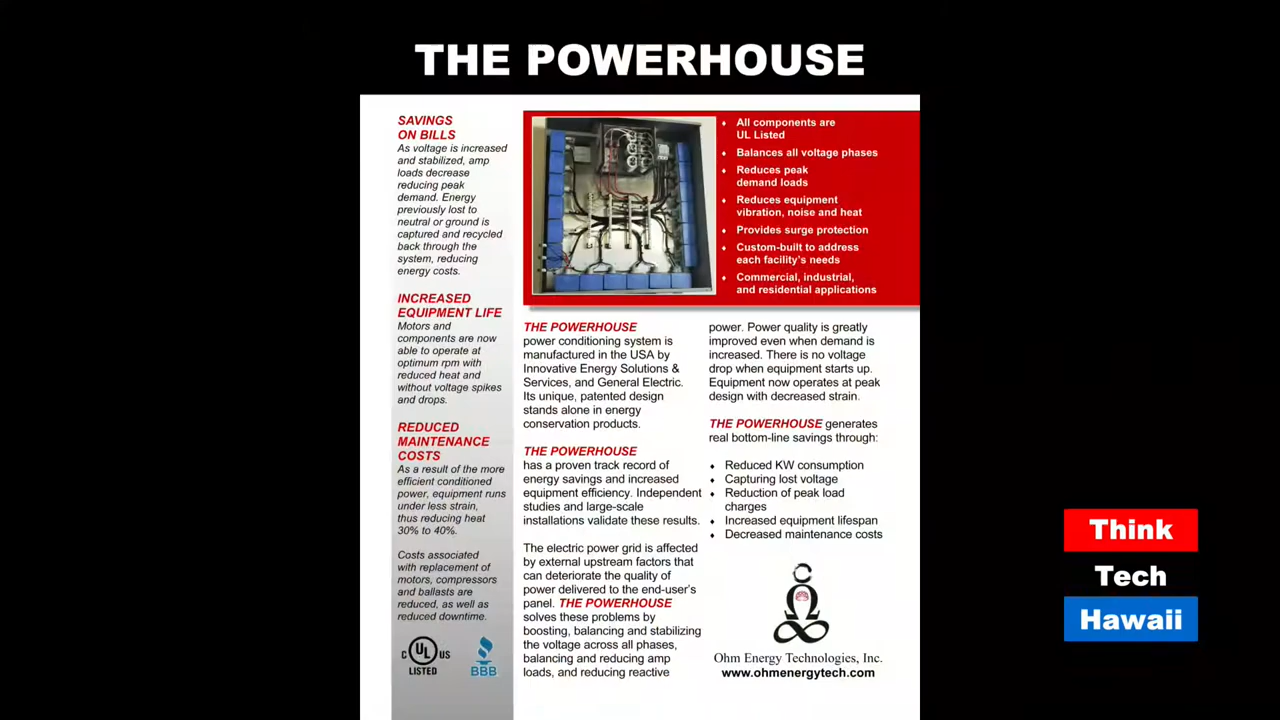 THE POWERHOUSE
SAVINGS
ON BILLS
As voltage is increased
and stabilized, amp
loads decrease
reducing peak
demand. Energy
previously lost to
neutral or ground is
captured and recycled
back through the
system, reducing
energy costs.
INCREASED
EQUIPMENT LIFE
Motors and
components are now
able to operate at
optimum rpm with
reduced heat and
without voltage spikes
and drops.
REDUCED
MAINTENANCE
COSTS
As a result of the more
efficient conditioned
power, equipment runs
under less strain,
thus reducing heat
30% to 40%.
Costs associated
with replacement of
motors, compressors
and ballasts are
reduced, as well as
reduced downtime.
C UL US
LISTED
BBB
♦ All components are
UL Listed
♦ Balances all voltage phases
♦ Reduces peak
demand loads
♦ Reduces equipment
vibration, noise and heat
♦ Provides surge protection
♦ Custom-built to address
each facility's needs
♦ Commercial, industrial,
and residential applications
THE POWERHOUSE
power conditioning system is
manufactured in the USA by
Innovative Energy Solutions &
Services, and General Electric.
Its unique, patented design
stands alone in energy
conservation products.
THE POWERHOUSE
has a proven track record of
energy savings and increased
equipment efficiency. Independent
studies and large-scale
installations validate these results.
The electric power grid is affected
by external upstream factors that
can deteriorate the quality of
power delivered to the end-user's
panel. THE POWERHOUSE
solves these problems by
boosting, balancing and stabilizing
the voltage across all phases,
balancing and reducing amp
loads, and reducing reactive
power. Power quality is greatly
improved even when demand is
increased. There is no voltage
drop when equipment starts up.
Equipment now operates at peak
design with decreased strain.
THE POWERHOUSE generates
real bottom-line savings through:
♦ Reduced KW consumption
♦ Capturing lost voltage
♦ Reduction of peak load
charges
♦ Increased equipment lifespan
♦ Decreased maintenance costs
Ohm Energy Technologies, Inc.
www.ohmenergytech.com
Think
Tech
Hawaii